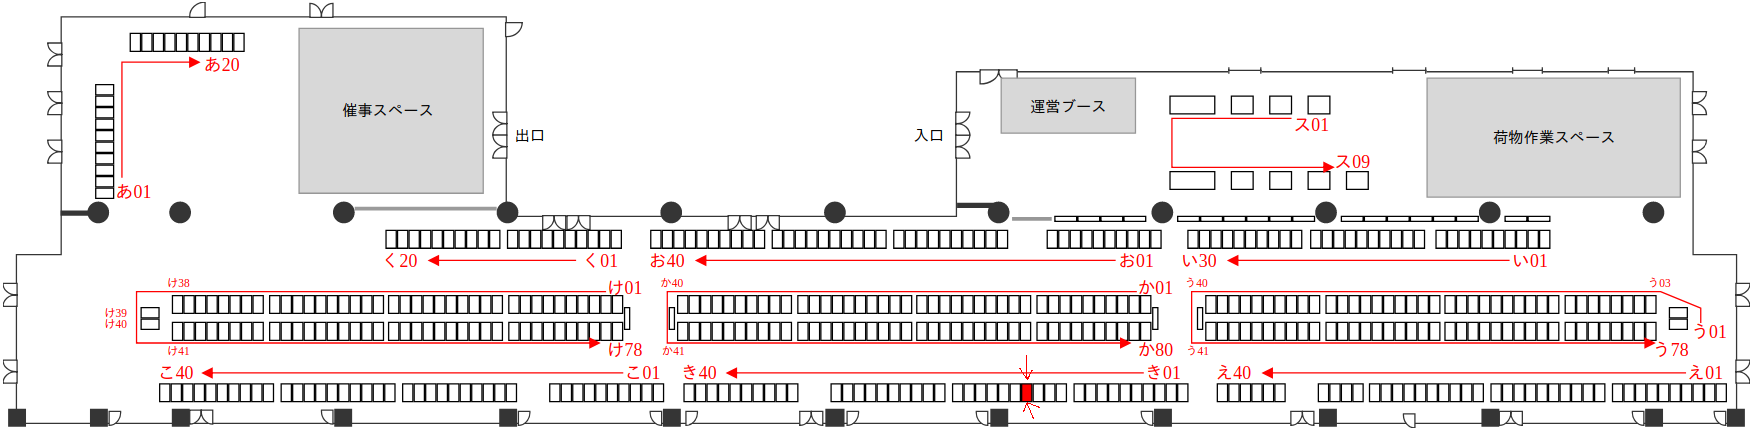 あ20
あ01
催事スペース
出口
入口
運営ブース
ス01
ス09
荷物作業スペース
く20
く01
お40
お01
い30
い01
け38
け01
け39
け40
け41
け78
か40
か01
か41
か80
う40
う03
う01
う41
う78
こ40
こ01
き40
き01
え40
え01